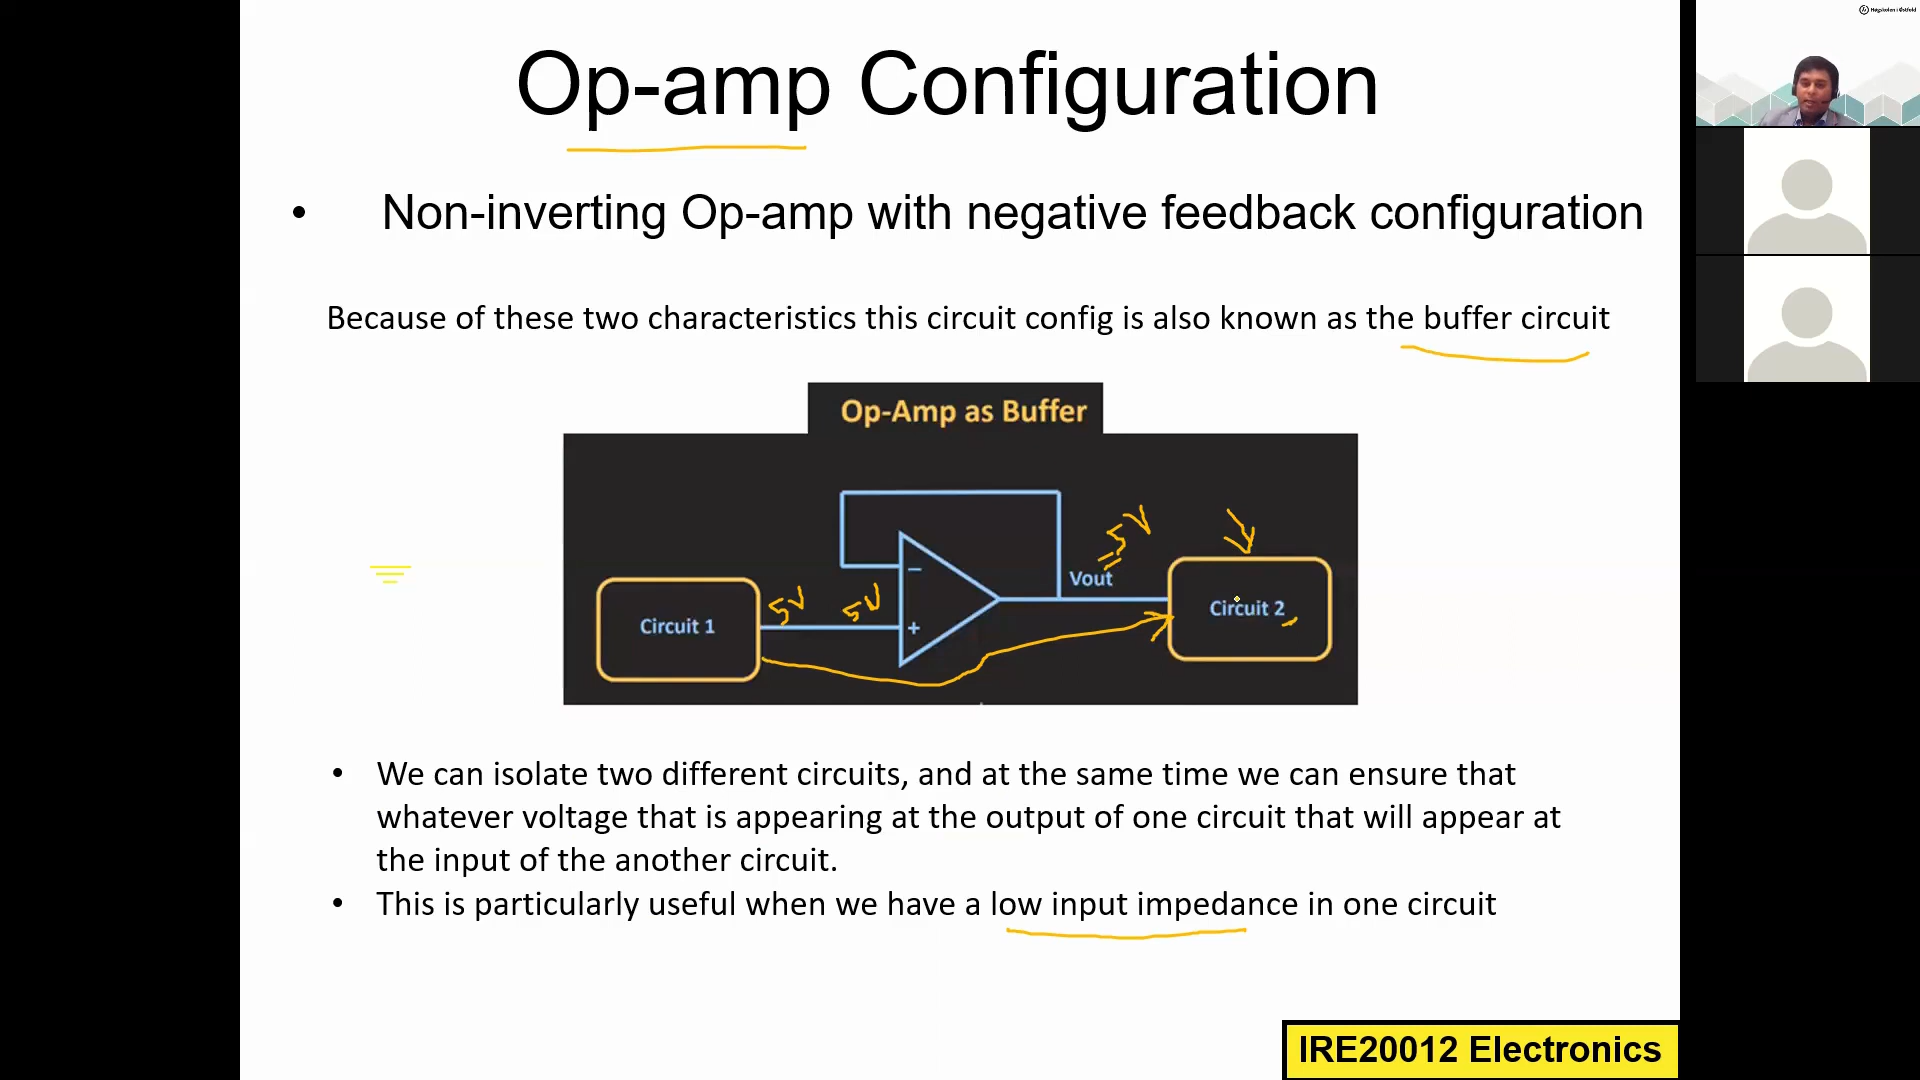 Høgskolen i Østfold
Op-amp Configuration
• Non-inverting Op-amp with negative feedback configuration
Because of these two characteristics this circuit config is also known as the buffer circuit
Op-Amp as Buffer
5V
Vout
5V
5V
−
+
Circuit 1
Circuit 2
• We can isolate two different circuits, and at the same time we can ensure that
whatever voltage that is appearing at the output of one circuit that will appear at
the input of the another circuit.
• This is particularly useful when we have a low input impedance in one circuit
IRE20012 Electronics